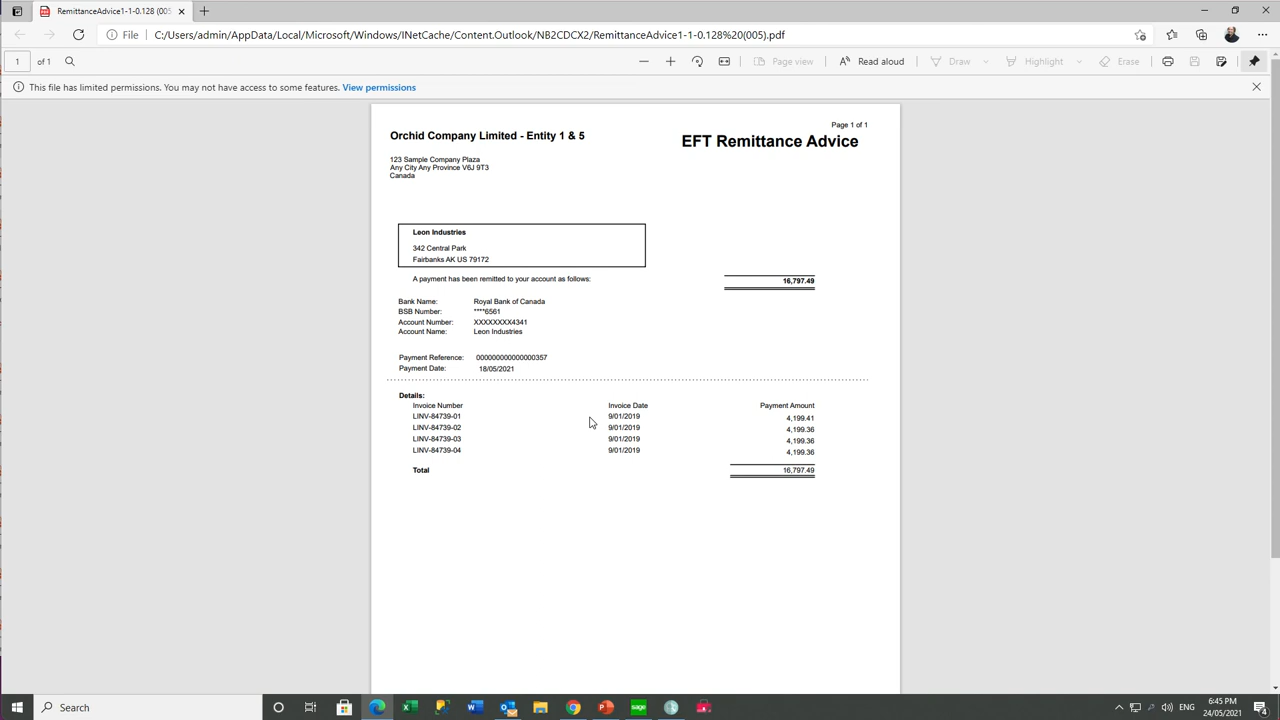 RemittanceAdvice1-1-0.128 (005)
File C:/Users/admin/AppData/Local/Microsoft/Windows/INetCache/Content.Outlook/NB2CDCX2/RemittanceAdvice1-1-0.128%20(005).pdf
1 of 1 Page view Read aloud Draw Highlight Erase
This file has limited permissions. You may not have access to some features. View permissions
Page 1 of 1
Orchid Company Limited - Entity 1 & 5
EFT Remittance Advice
123 Sample Company Plaza
Any City Any Province V6J 9T3
Canada
Leon Industries
342 Central Park
Fairbanks AK US 79172
A payment has been remitted to your account as follows: 16,797.49
Bank Name: Royal Bank of Canada
BSB Number: ****6561
Account Number: XXXXXXXX4341
Account Name: Leon Industries
Payment Reference: 000000000000000357
Payment Date: 18/05/2021
Details:
Invoice Number Invoice Date Payment Amount
LINV-84739-01 9/01/2019 4,199.41
LINV-84739-02 9/01/2019 4,199.36
LINV-84739-03 9/01/2019 4,199.36
LINV-84739-04 9/01/2019 4,199.36
Total 16,797.49
Search
sage
ENG
6:45 PM
24/05/2021
4